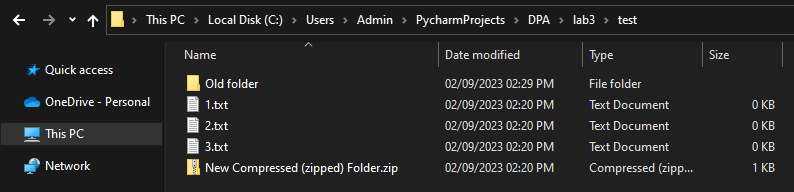 This PC > Local Disk (C:) > Users > Admin > PycharmProjects > DPA > lab3 > test
Name Date modified Type Size
Quick access
OneDrive - Personal
This PC
Network
Old folder 02/09/2023 02:29 PM File folder
1.txt 02/09/2023 02:20 PM Text Document 0 KB
2.txt 02/09/2023 02:20 PM Text Document 0 KB
3.txt 02/09/2023 02:20 PM Text Document 0 KB
New Compressed (zipped) Folder.zip 02/09/2023 02:20 PM Compressed (zipp... 1 KB